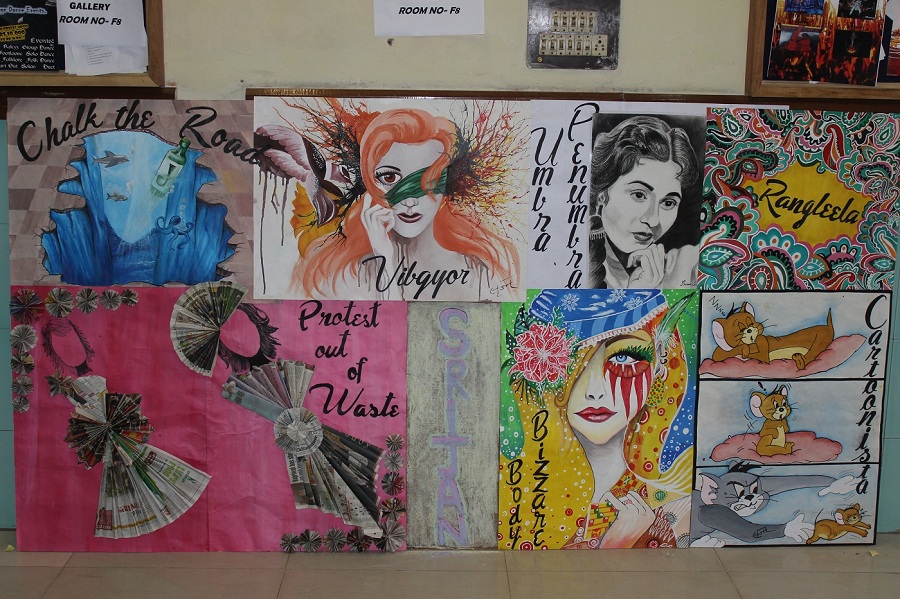 GALLERY
ROOM NO- F8
ROOM NO- F8
Chalk the Road
Vibgyor
Umbra
Penumbra
Rangleela
Protest
out
of
Waste
SRIJAN
Bizzare
Body
Cartoonista